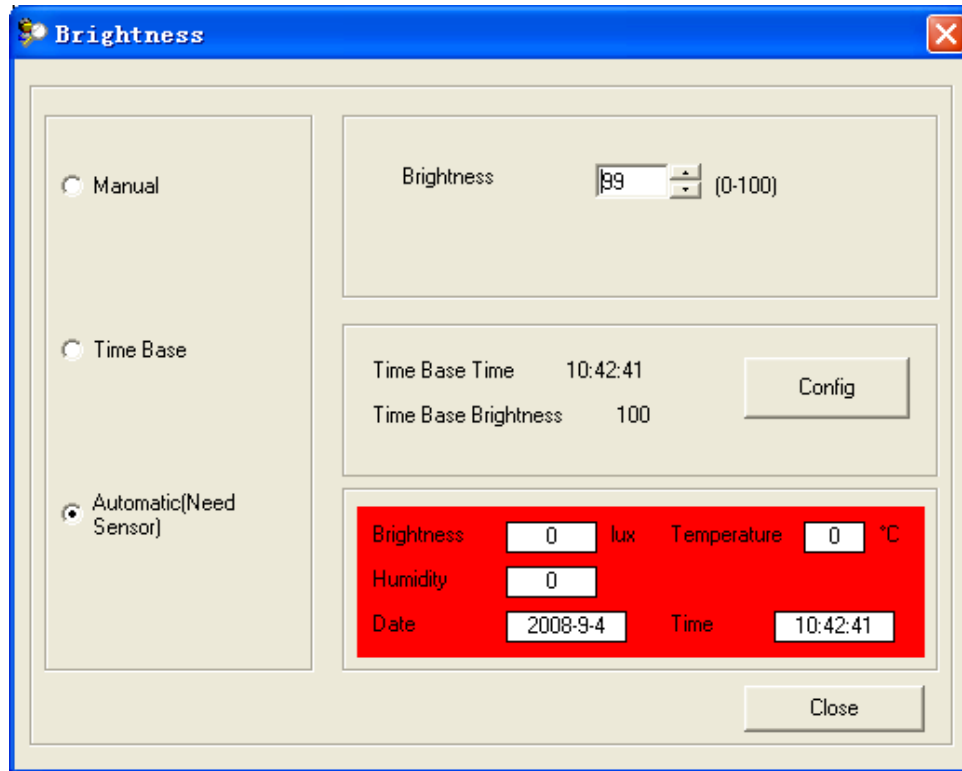 Brightness
Manual
Brightness 99 (0-100)
Time Base
Time Base Time 10:42:41
Config
Time Base Brightness 100
Automatic(Need
Sensor)
Brightness 0 lux Temperature 0 °C
Humidity 0
Date 2008-9-4 Time 10:42:41
Close